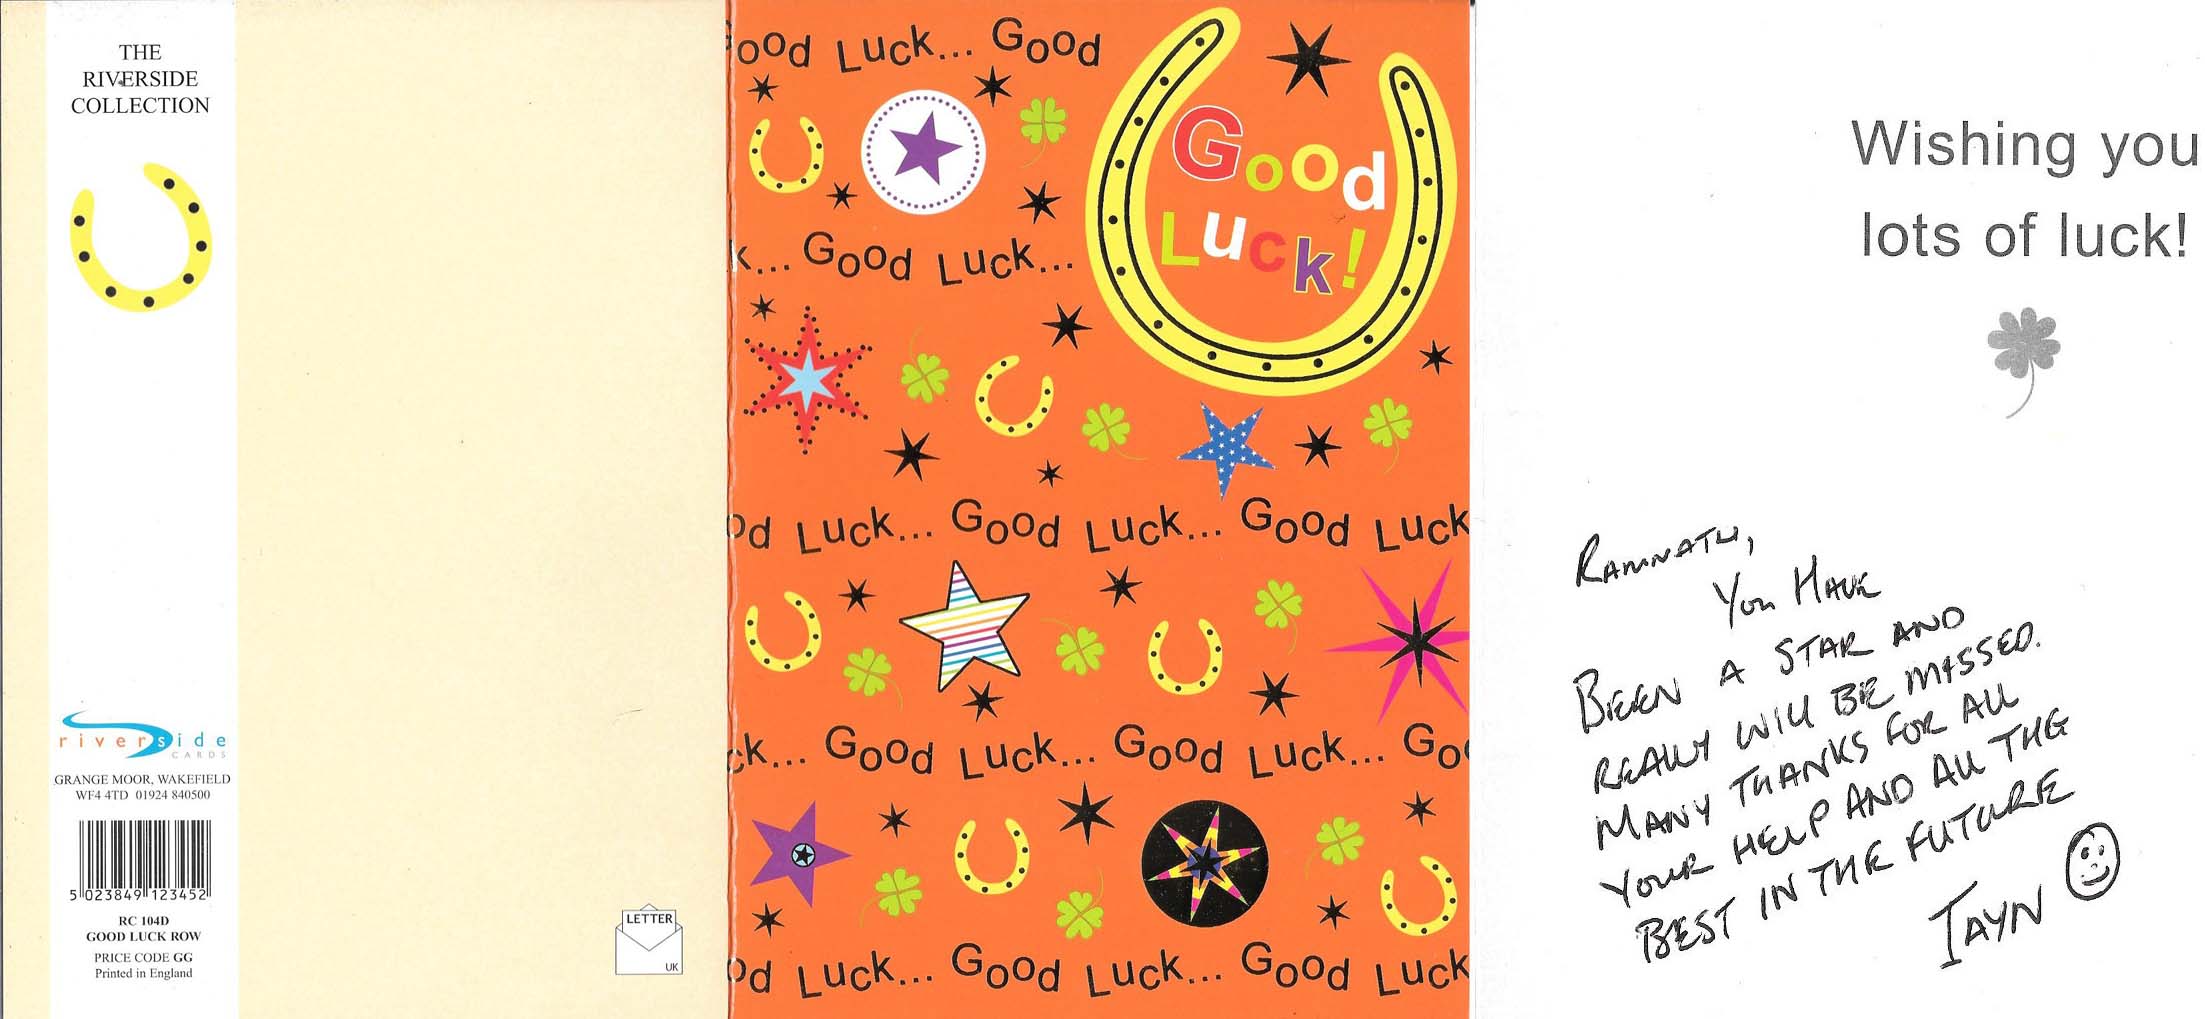 THE
RIVERSIDE
COLLECTION
riverside
CARDS
GRANGE MOOR, WAKEFIELD
WF4 4TD 01924 840500
5 023849 123452
RC 104D
GOOD LUCK ROW
PRICE CODE GG
Printed in England
LETTER
UK
ood Luck... Good
Good
Luck!
k... Good Luck...
od Luck... Good Luck... Good Luck
ck... Good Luck... Good Luck... Go
od Luck... Good Luck... Good Luck
Wishing you
lots of luck!
RAMNATH,
YOU HAVE
BEEN A STAR AND
REALLY WILL BE MISSED.
MANY THANKS FOR ALL
YOUR HELP AND ALL THE
BEST IN THE FUTURE
TAYN